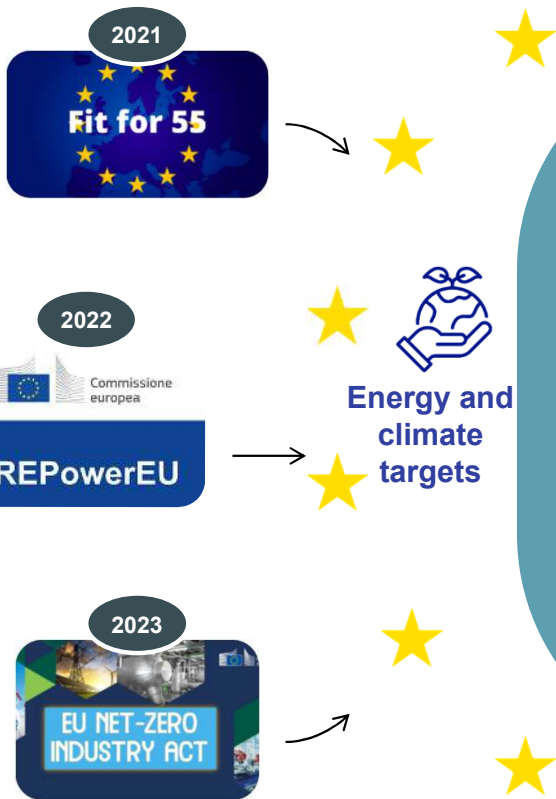 2021
Fit for 55
2022
Commissione
europea
REPowerEU
Energy and
climate
targets
2023
EU NET-ZERO
INDUSTRY ACT